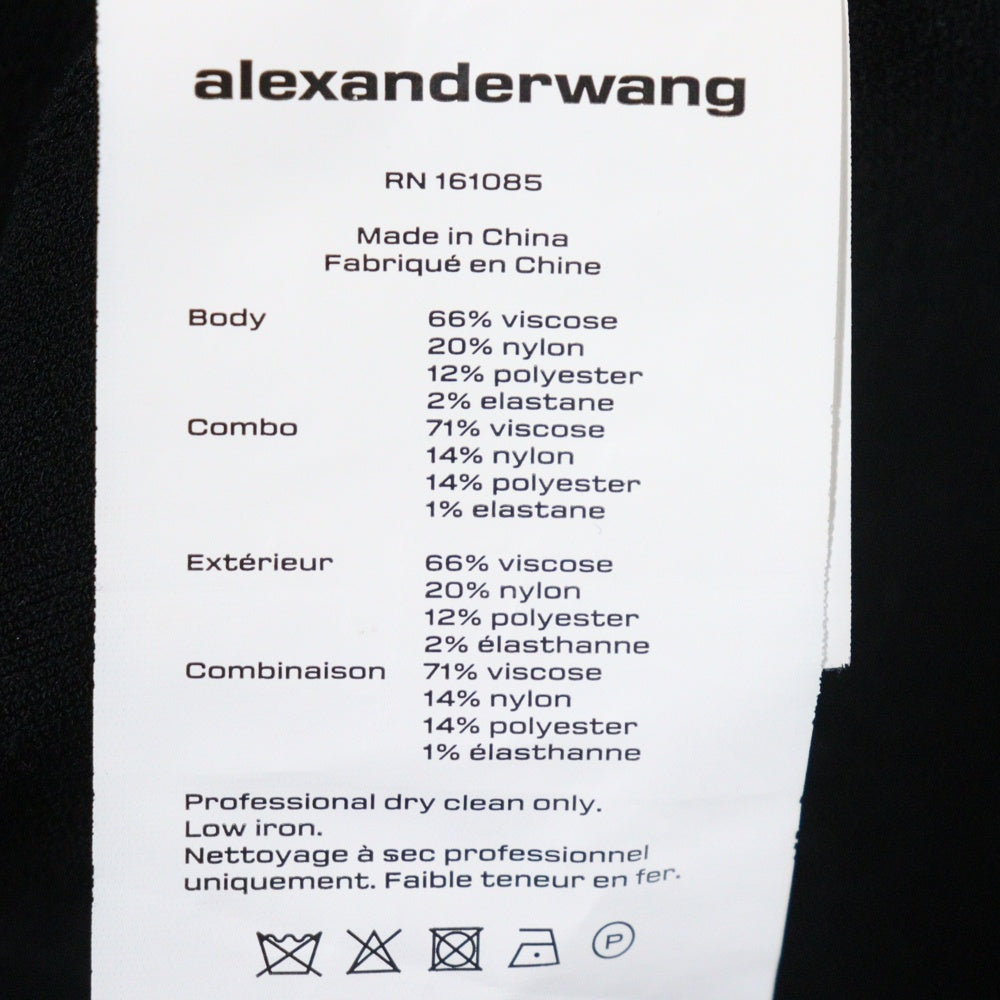 alexanderwang
RN 161085
Made in China
Fabriqué en Chine
Body 66% viscose
20% nylon
12% polyester
2% elastane
Combo 71% viscose
14% nylon
14% polyester
1% elastane
Extérieur 66% viscose
20% nylon
12% polyester
2% élasthanne
Combinaison 71% viscose
14% nylon
14% polyester
1% élasthanne
Professional dry clean only.
Low iron.
Nettoyage à sec professionnel
uniquement. Faible teneur en fer.
P